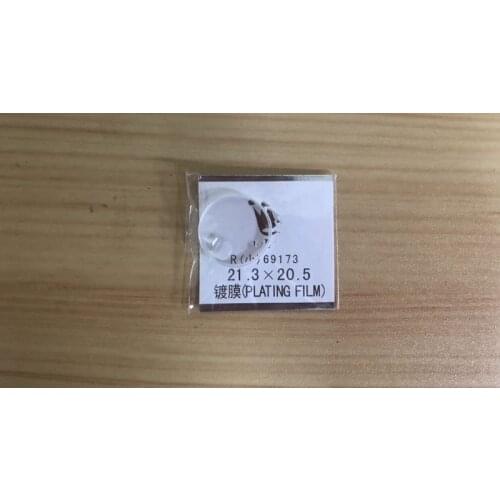 R(小)69173
21.3×20.5
镀膜(PLATING FILM)